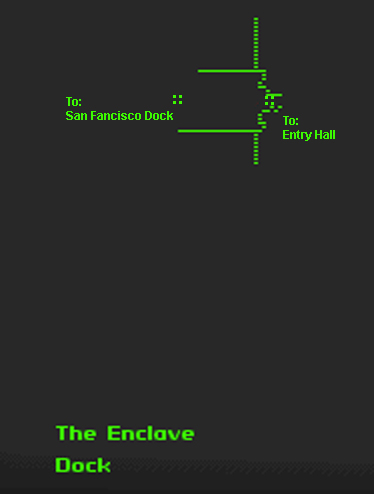 To:
San Fancisco Dock
To:
Entry Hall
The Enclave
Dock